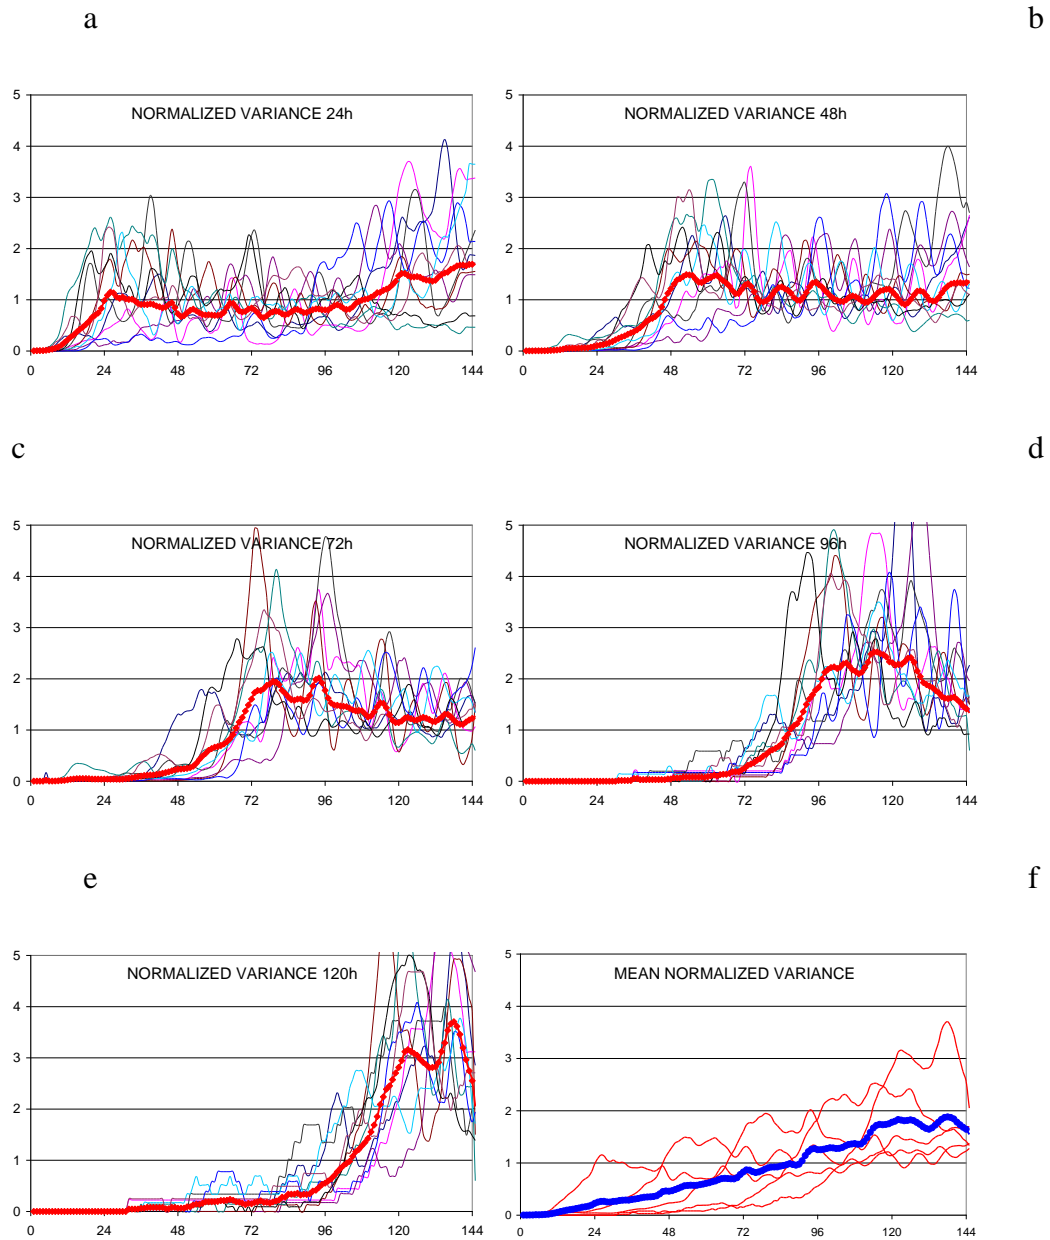 a b
NORMALIZED VARIANCE 24h
5
4
3
2
1
0
0 24 48 72 96 120 144
NORMALIZED VARIANCE 48h
5
4
3
2
1
0
0 24 48 72 96 120 144
c d
NORMALIZED VARIANCE 72h
5
4
3
2
1
0
0 24 48 72 96 120 144
NORMALIZED VARIANCE 96h
5
4
3
2
1
0
0 24 48 72 96 120 144
e f
NORMALIZED VARIANCE 120h
5
4
3
2
1
0
0 24 48 72 96 120 144
MEAN NORMALIZED VARIANCE
5
4
3
2
1
0
0 24 48 72 96 120 144